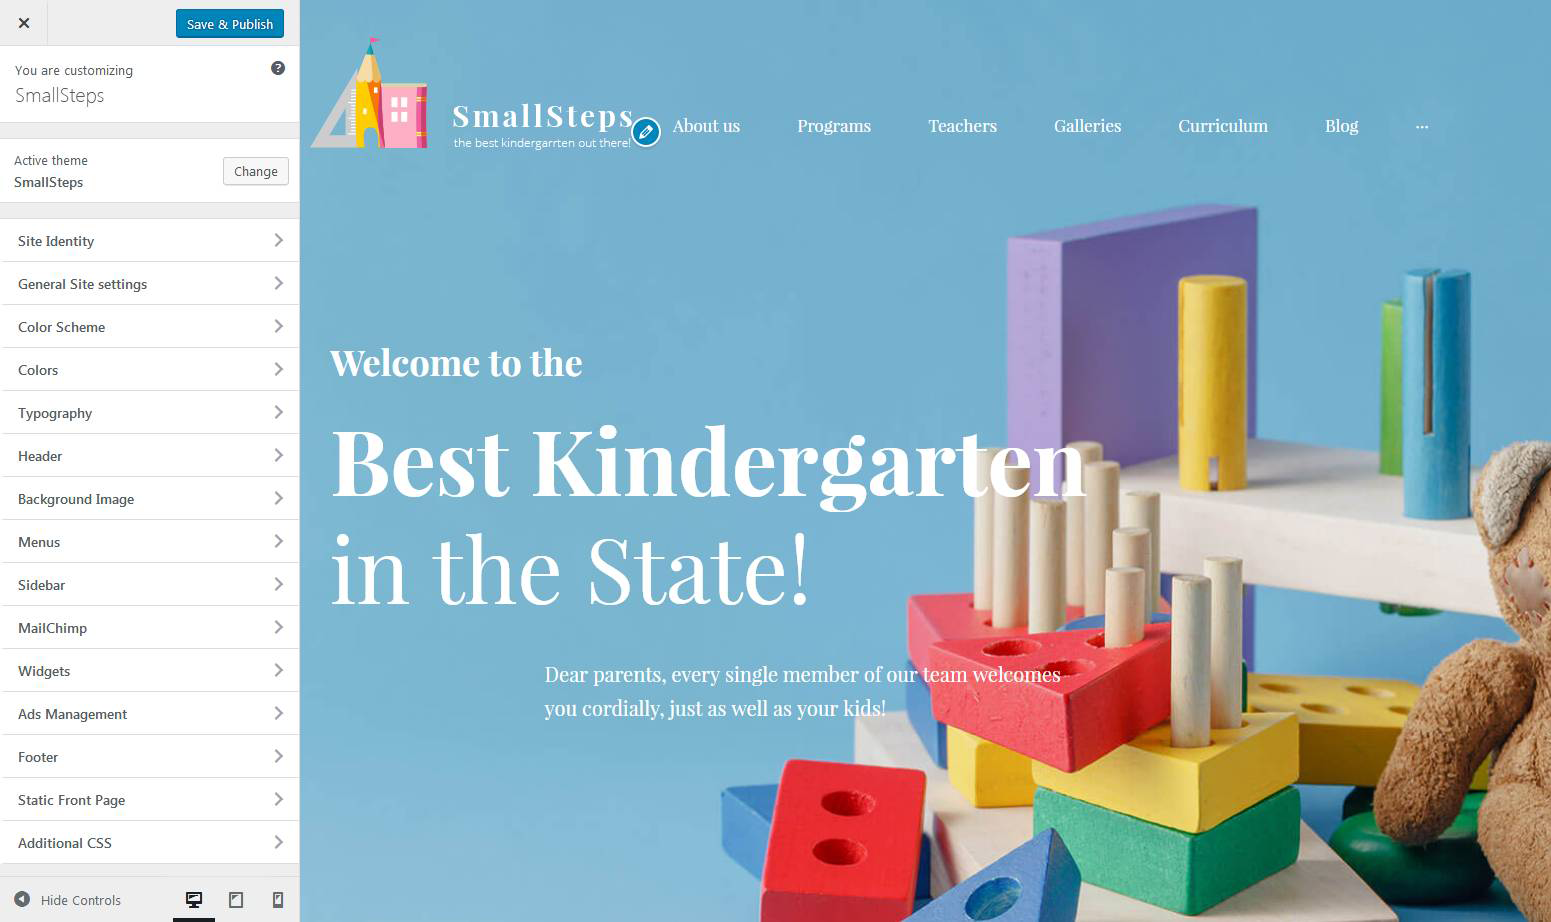 Save & Publish
You are customizing
SmallSteps
Active theme
SmallSteps
Change
Site Identity
General Site settings
Color Scheme
Colors
Typography
Header
Background Image
Menus
Sidebar
MailChimp
Widgets
Ads Management
Footer
Static Front Page
Additional CSS
Hide Controls
SmallSteps
the best kindergarrten out there!
About us
Programs
Teachers
Galleries
Curriculum
Blog
...
Welcome to the
Best Kindergarten
in the State!
Dear parents, every single member of our team welcomes
you cordially, just as well as your kids!